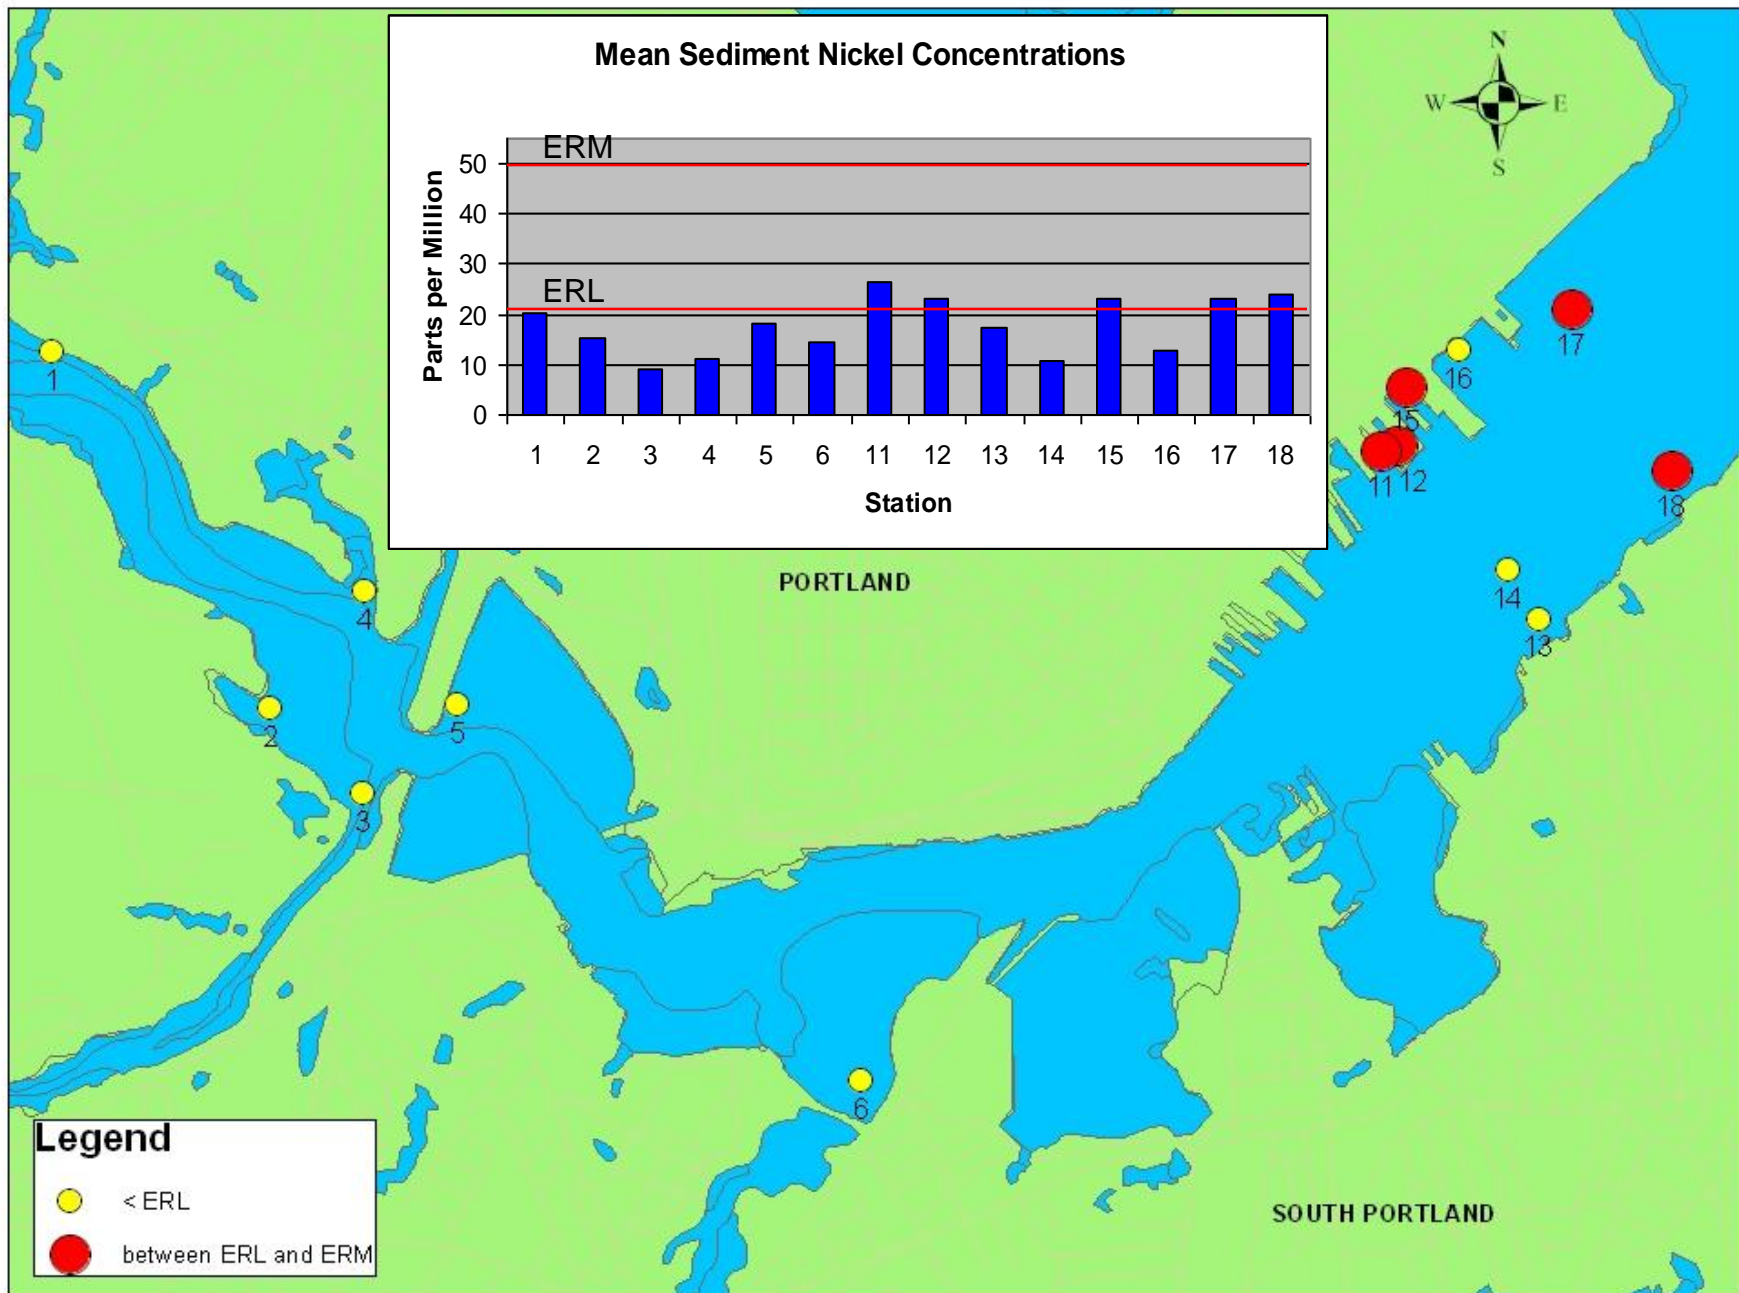 Mean Sediment Nickel Concentrations
Parts per Million
50
40
30
20
10
0
ERM
ERL
1 2 3 4 5 6 11 12 13 14 15 16 17 18
Station
N
W E
S
1
2
3
4
5
6
11
12
13
14
15
16
17
18
PORTLAND
SOUTH PORTLAND
Legend
< ERL
between ERL and ERM